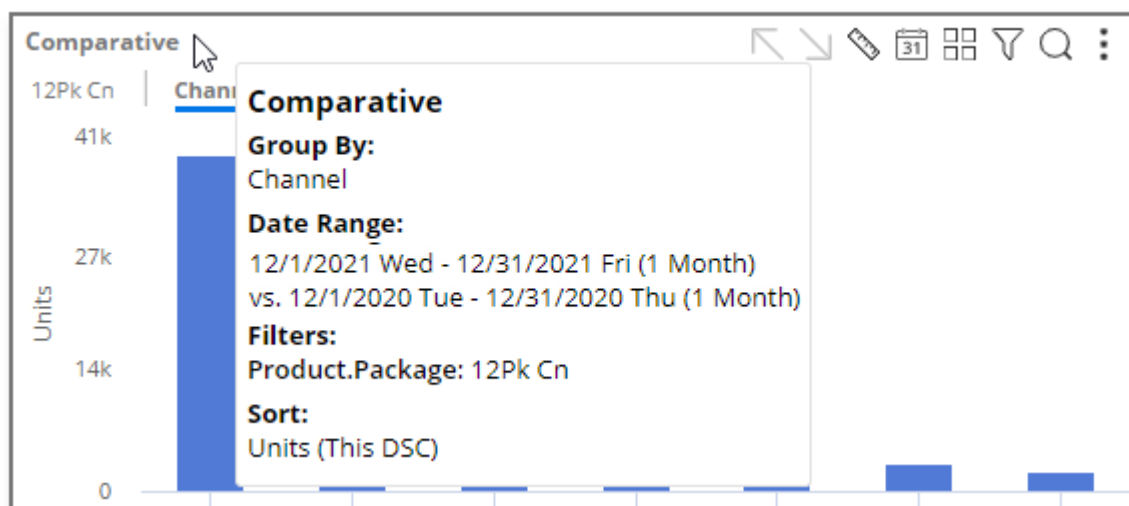 Comparative
31
12Pk Cn
Comparative
Group By:
Channel
Date Range:
12/1/2021 Wed - 12/31/2021 Fri (1 Month)
vs. 12/1/2020 Tue - 12/31/2020 Thu (1 Month)
Filters:
Product.Package: 12Pk Cn
Sort:
Units (This DSC)
41k
27k
14k
0
Units